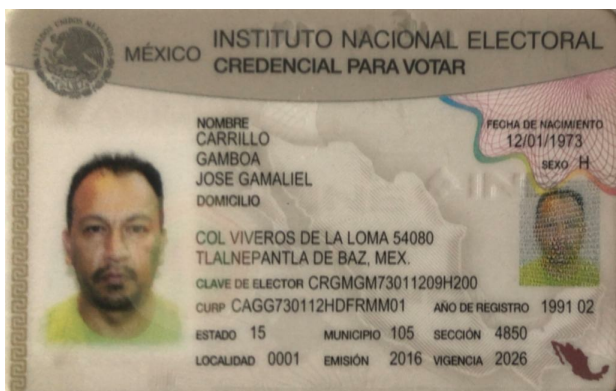 MÉXICO INSTITUTO NACIONAL ELECTORAL
CREDENCIAL PARA VOTAR
NOMBRE
CARRILLO
GAMBOA
JOSE GAMALIEL
FECHA DE NACIMIENTO
12/01/1973
SEXO H
DOMICILIO
COL VIVEROS DE LA LOMA 54080
TLALNEPANTLA DE BAZ, MEX.
CLAVE DE ELECTOR CRGMGM73011209H200
CURP CAGG730112HDFRMM01 AÑO DE REGISTRO 1991 02
ESTADO 15 MUNICIPIO 105 SECCIÓN 4850
LOCALIDAD 0001 EMISIÓN 2016 VIGENCIA 2026